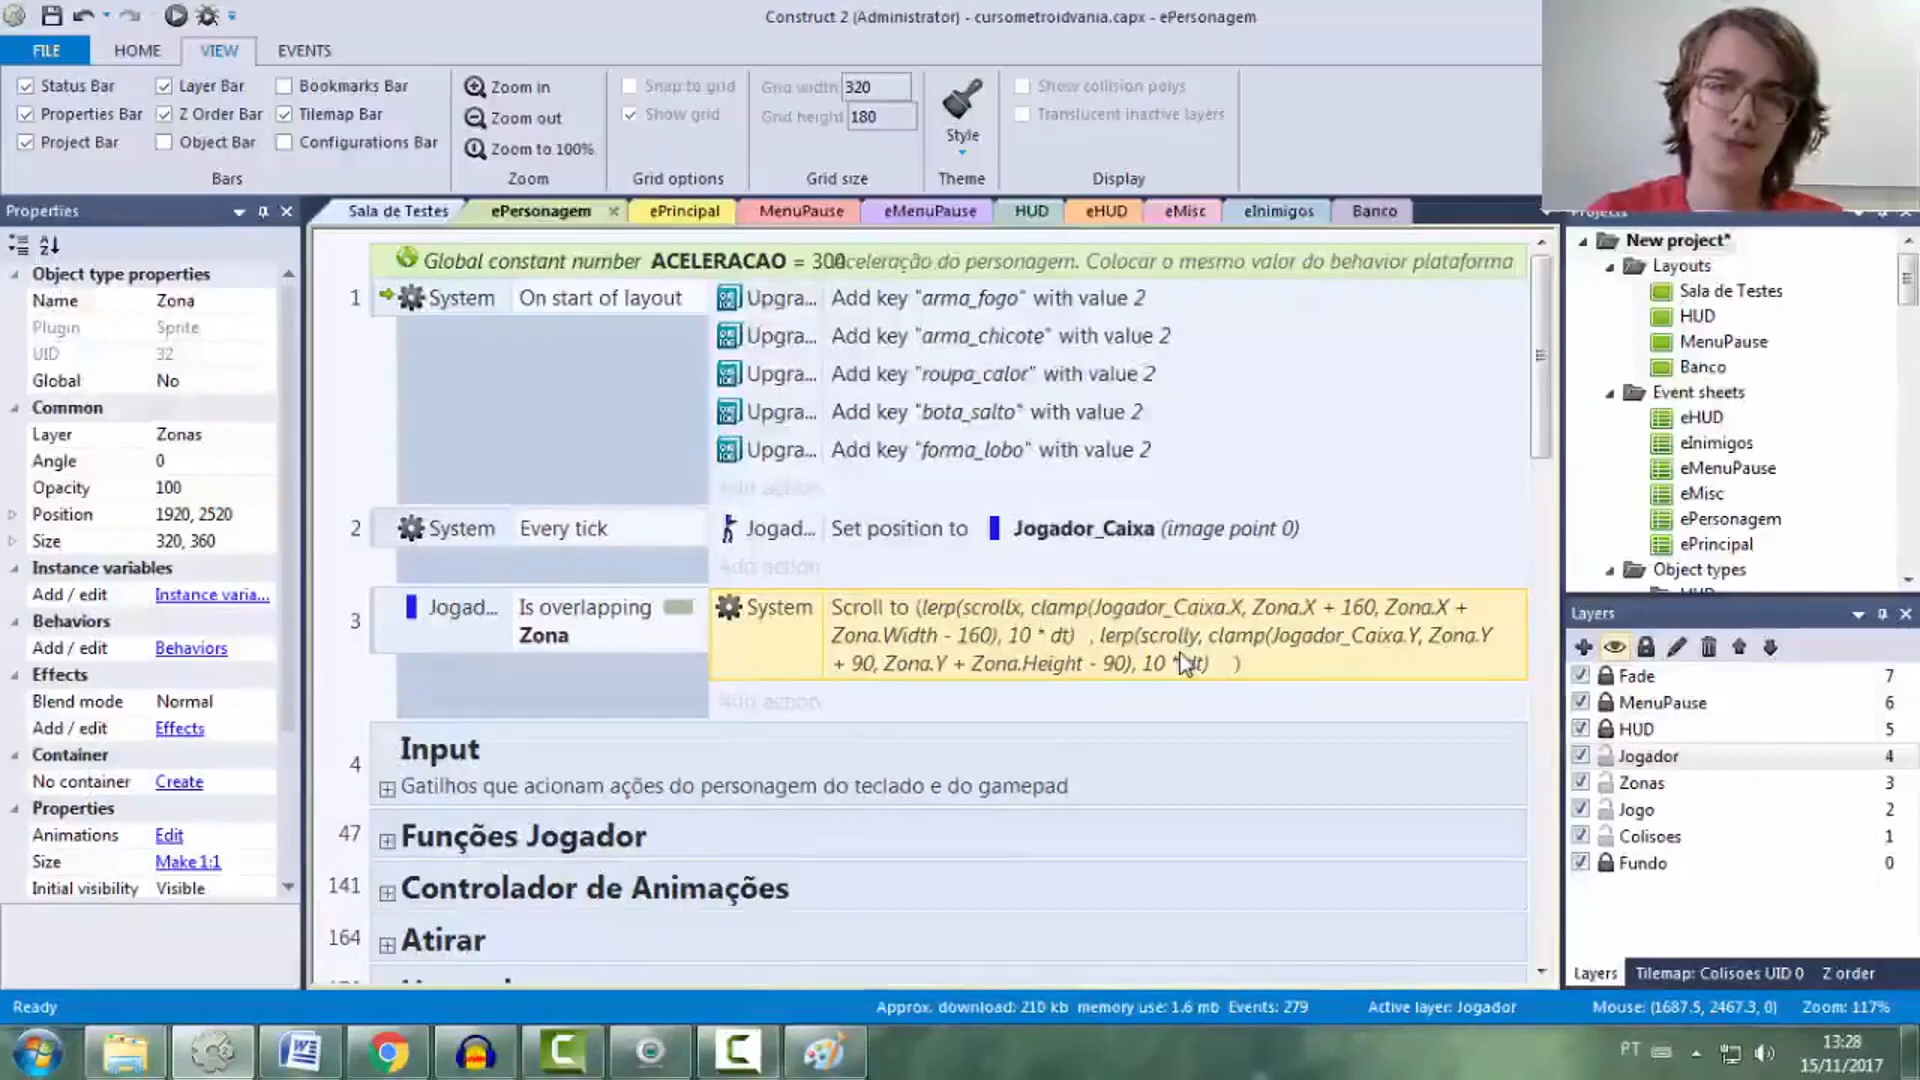 Construct 2 (Administrator) - cursometroidvania.capx - ePersonagem
FILE HOME VIEW EVENTS
Status Bar Layer Bar Bookmarks Bar
Properties Bar Z Order Bar Tilemap Bar
Project Bar Object Bar Configurations Bar
Bars
Zoom in
Zoom out
Zoom to 100%
Zoom
Snap to grid
Show grid
Grid options
Grid width 320
Grid height 180
Grid size
Style
Theme
Show collision polys
Translucent inactive layers
Display
Properties
Sala de Testes ePersonagem ePrincipal MenuPause eMenuPause HUD eHUD eMisc eInimigos Banco
Object type properties
Name Zona
Plugin Sprite
UID 32
Global No
Common
Layer Zonas
Angle 0
Opacity 100
Position 1920, 2520
Size 320, 360
Instance variables
Add / edit Instance varia...
Behaviors
Add / edit Behaviors
Effects
Blend mode Normal
Add / edit Effects
Container
No container Create
Properties
Animations Edit
Size Make 1:1
Initial visibility Visible
Global constant number ACELERACAO = 300 aceleração do personagem. Colocar o mesmo valor do behavior plataforma
1 System On start of layout Upgra... Add key "arma_fogo" with value 2
Upgra... Add key "arma_chicote" with value 2
Upgra... Add key "roupa_calor" with value 2
Upgra... Add key "bota_salto" with value 2
Upgra... Add key "forma_lobo" with value 2
Add action
2 System Every tick Jogad... Set position to Jogador_Caixa (image point 0)
Add action
3 Jogad... Is overlapping Zona
System Scroll to (lerp(scrollx, clamp(Jogador_Caixa.X, Zona.X + 160, Zona.X +
Zona.Width - 160), 10 * dt) , lerp(scrolly, clamp(Jogador_Caixa.Y, Zona.Y
+ 90, Zona.Y + Zona.Height - 90), 10 * dt) )
Add action
4 Input
Gatilhos que acionam ações do personagem do teclado e do gamepad
47 Funções Jogador
141 Controlador de Animações
164 Atirar
Projects
New project*
Layouts
Sala de Testes
HUD
MenuPause
Banco
Event sheets
eHUD
eInimigos
eMenuPause
eMisc
ePersonagem
ePrincipal
Object types
Layers
Fade 7
MenuPause 6
HUD 5
Jogador 4
Zonas 3
Jogo 2
Colisoes 1
Fundo 0
Layers Tilemap: Colisoes UID 0 Z order
Ready Approx. download: 210 kb memory use: 1.6 mb Events: 279 Active layer: Jogador Mouse: (1687.5, 2467.3, 0) Zoom: 117%
PT
13:28
15/11/2017